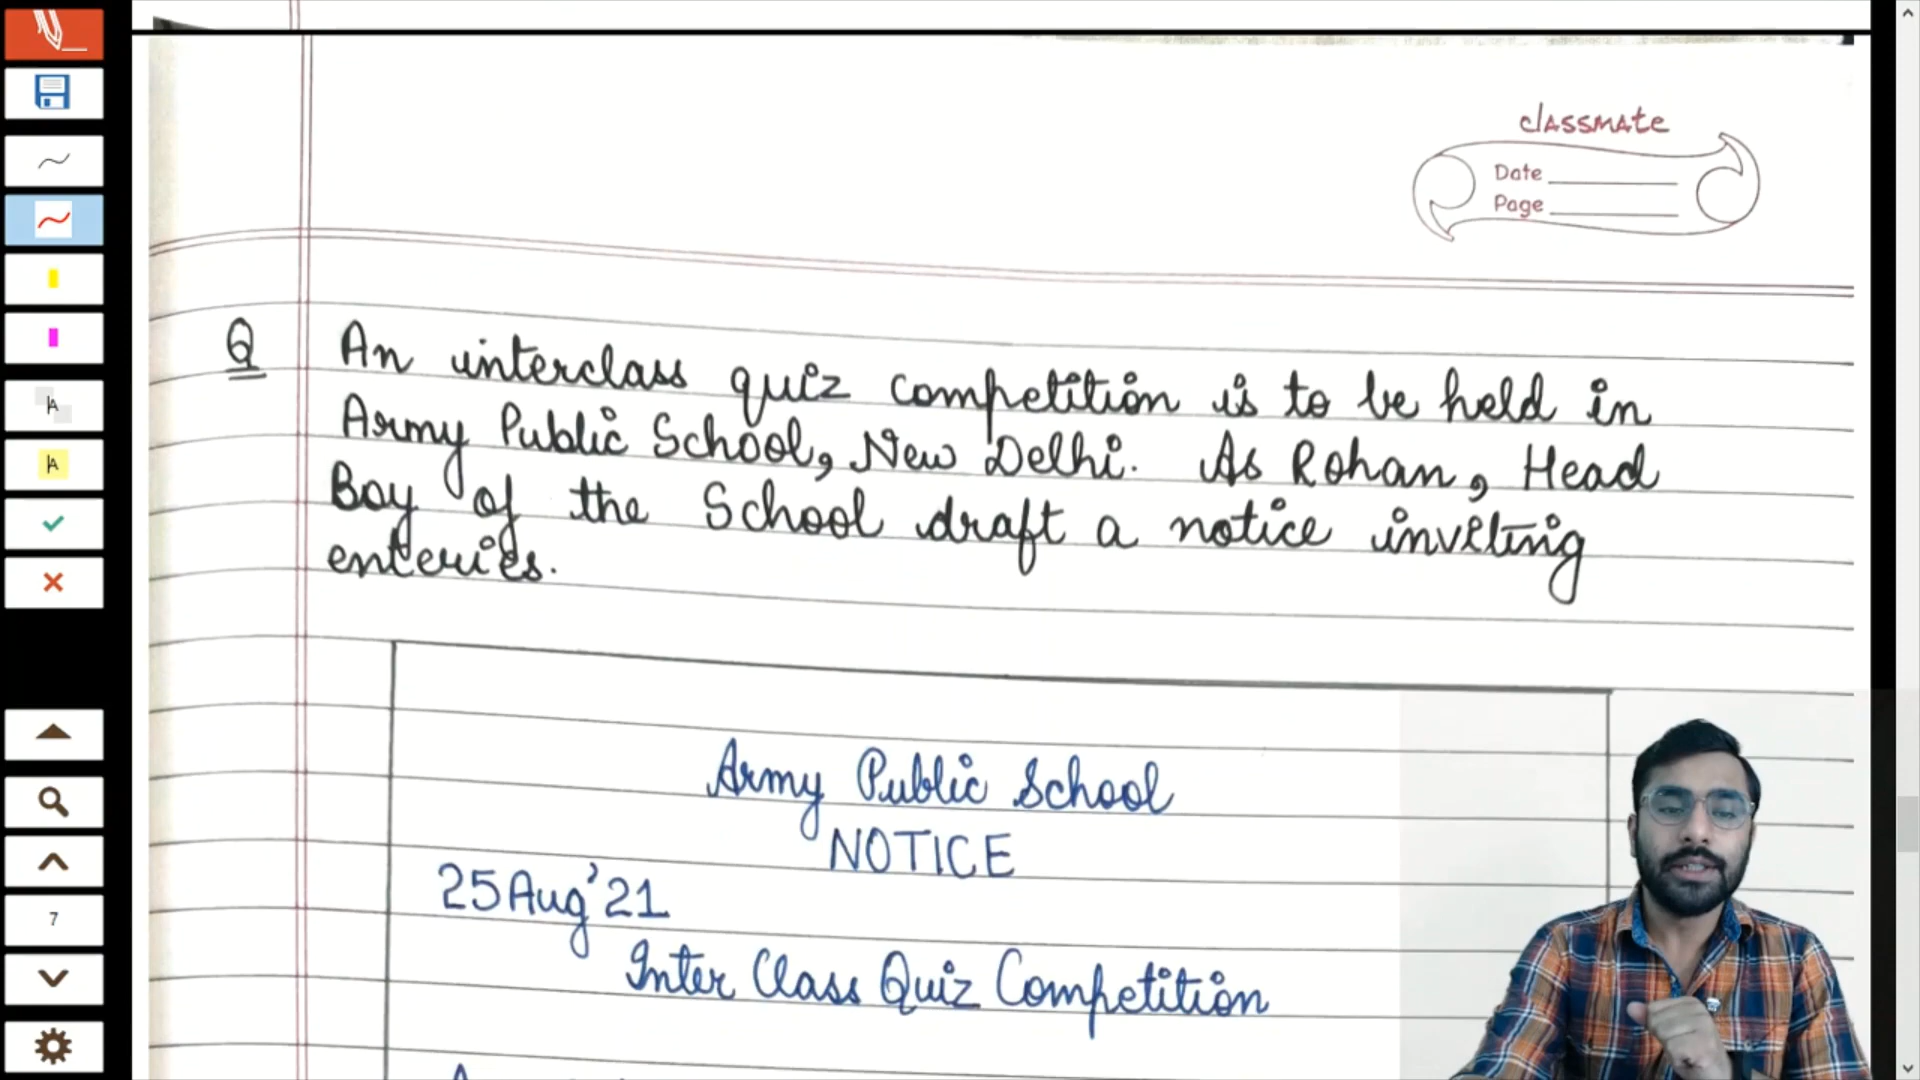 classmate
Date
Page
Q An interclass quiz competition is to be held in
Army Public School, New Delhi. As Rohan, Head
Boy of the School draft a notice inviting
enteries.
Army Public School
NOTICE
25 Aug'21
Inter Class Quiz Competition
7